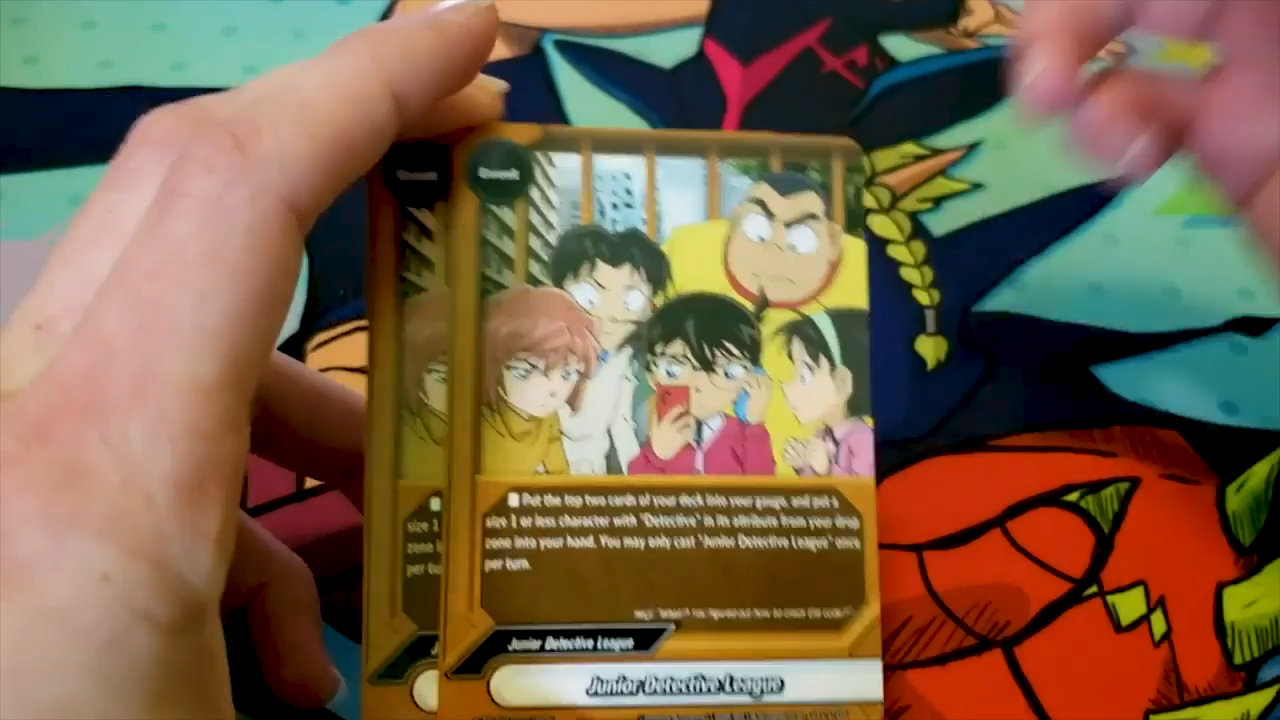 Put the top two cards of your deck into your gauge, and put a
size 1 or less character with "Detective" in its attribute from your drop
zone into your hand. You may only cast "Junior Detective League" once
per turn.
Junior Detective League
Junior Detective League
size 1
per tu